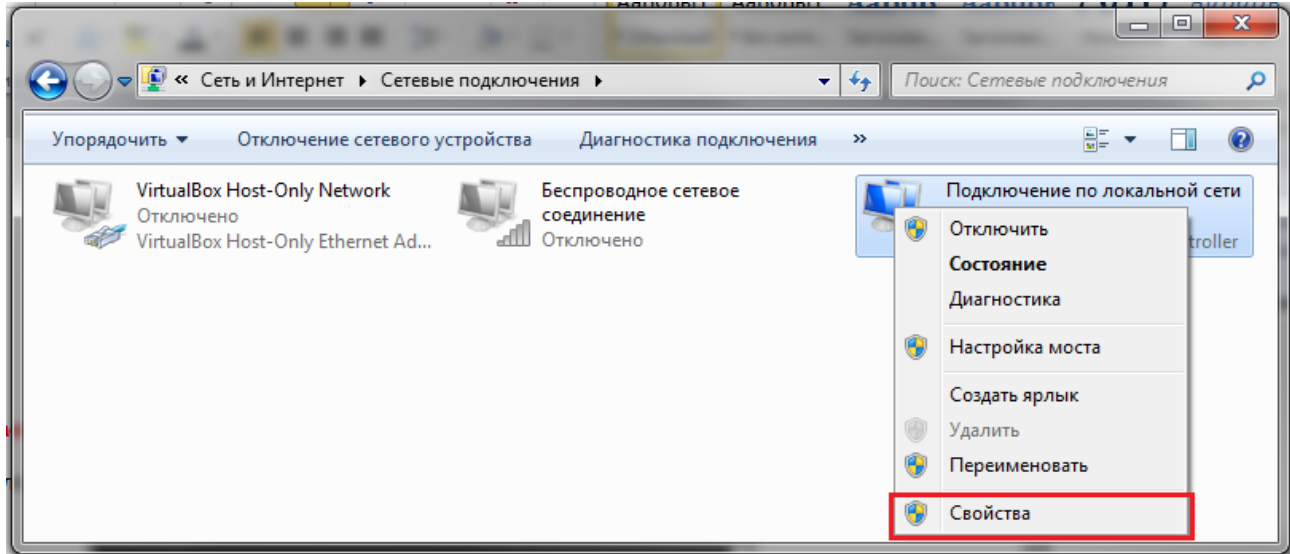 « Сеть и Интернет Сетевые подключения
Поиск: Сетевые подключения
Упорядочить Отключение сетевого устройства Диагностика подключения »
VirtualBox Host-Only Network
Отключено
VirtualBox Host-Only Ethernet Ad...
Беспроводное сетевое
соединение
Отключено
Подключение по локальной сети
troller
Отключить
Состояние
Диагностика
Настройка моста
Создать ярлык
Удалить
Переименовать
Свойства